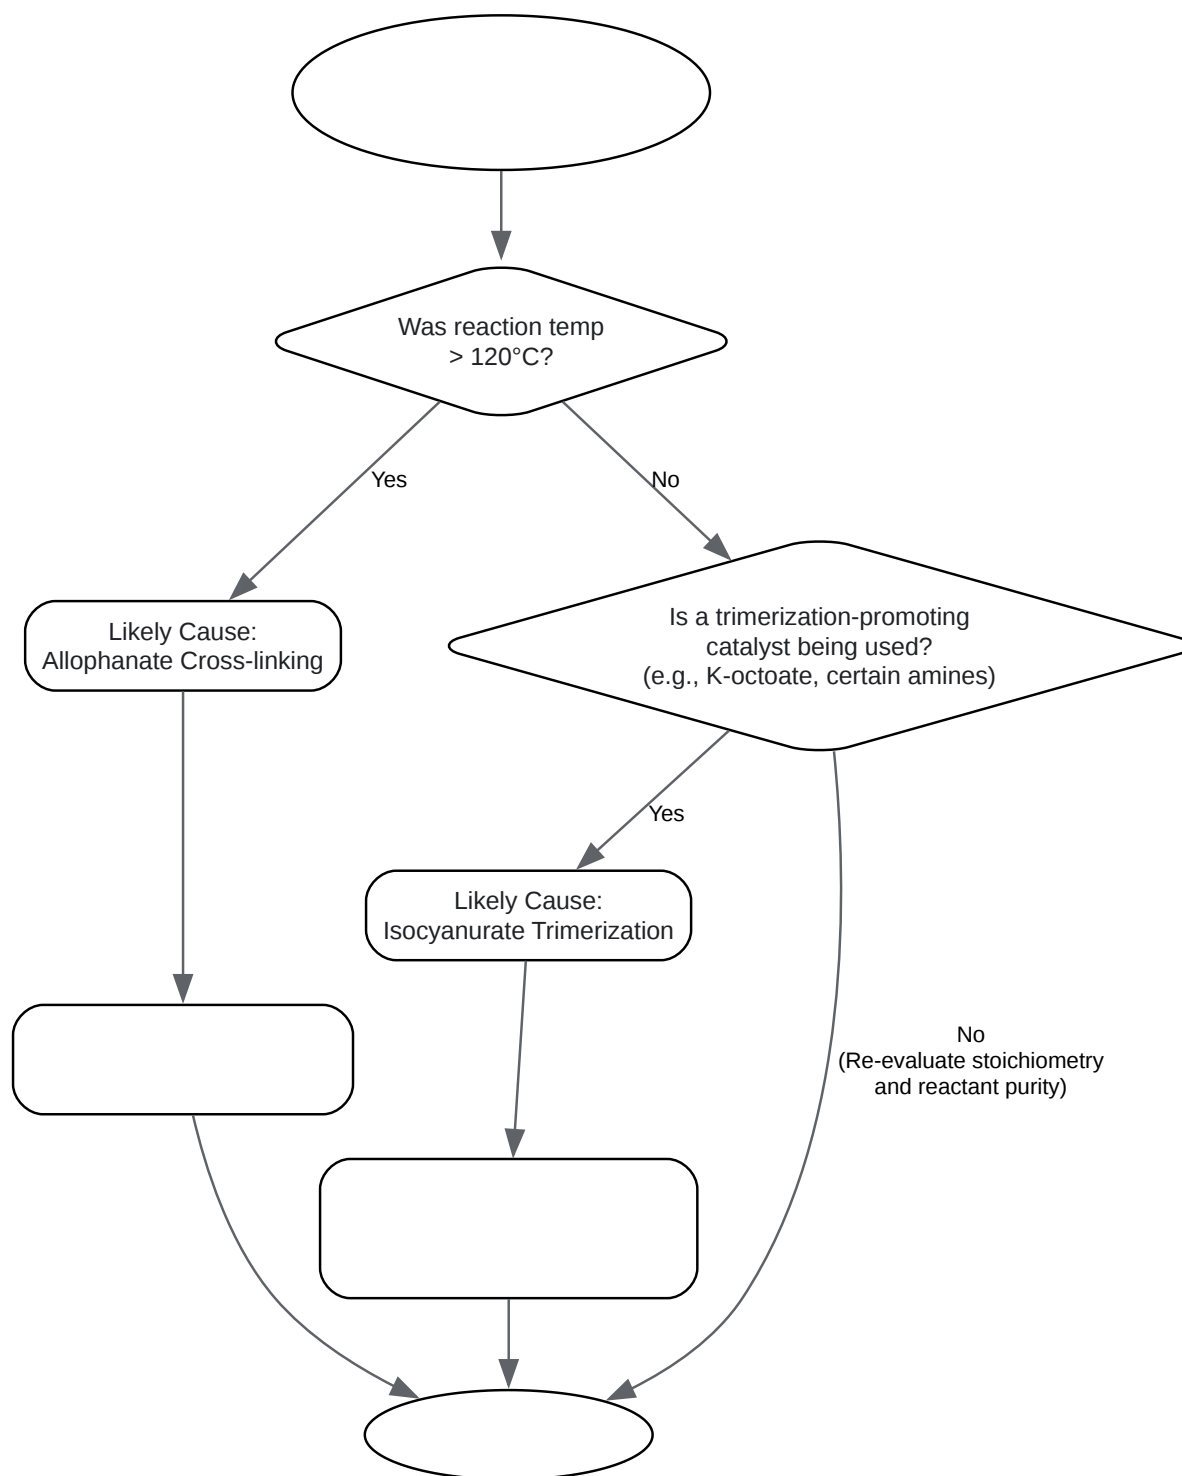 Was reaction temp
> 120°C?
Yes
No
Likely Cause:
Allophanate Cross-linking
Is a trimerization-promoting
catalyst being used?
(e.g., K-octoate, certain amines)
Yes
Likely Cause:
Isocyanurate Trimerization
No
(Re-evaluate stoichiometry
and reactant purity)